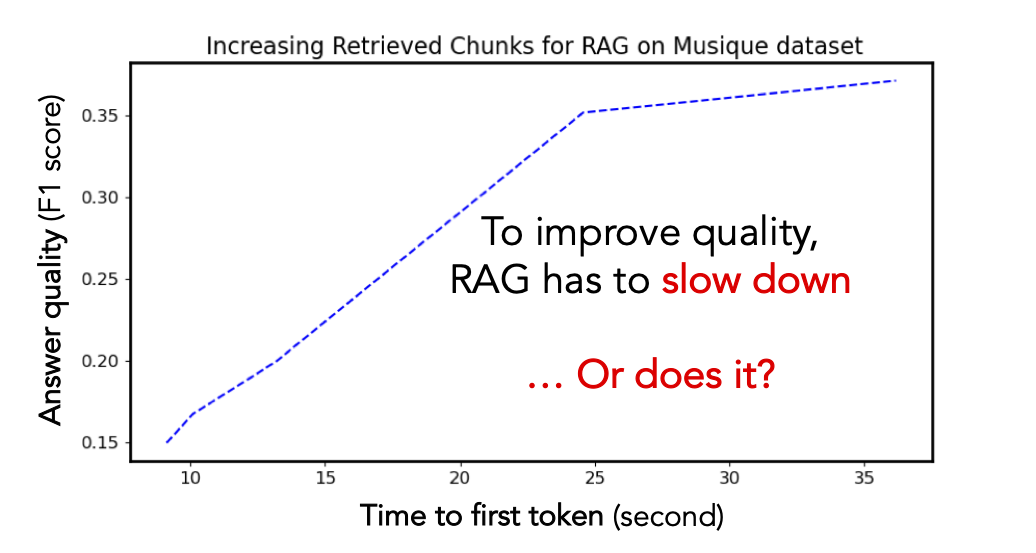 Increasing Retrieved Chunks for RAG on Musique dataset
Answer quality (F1 score)
0.35
0.30
0.25
0.20
0.15
To improve quality,
RAG has to slow down
... Or does it?
10 15 20 25 30 35
Time to first token (second)